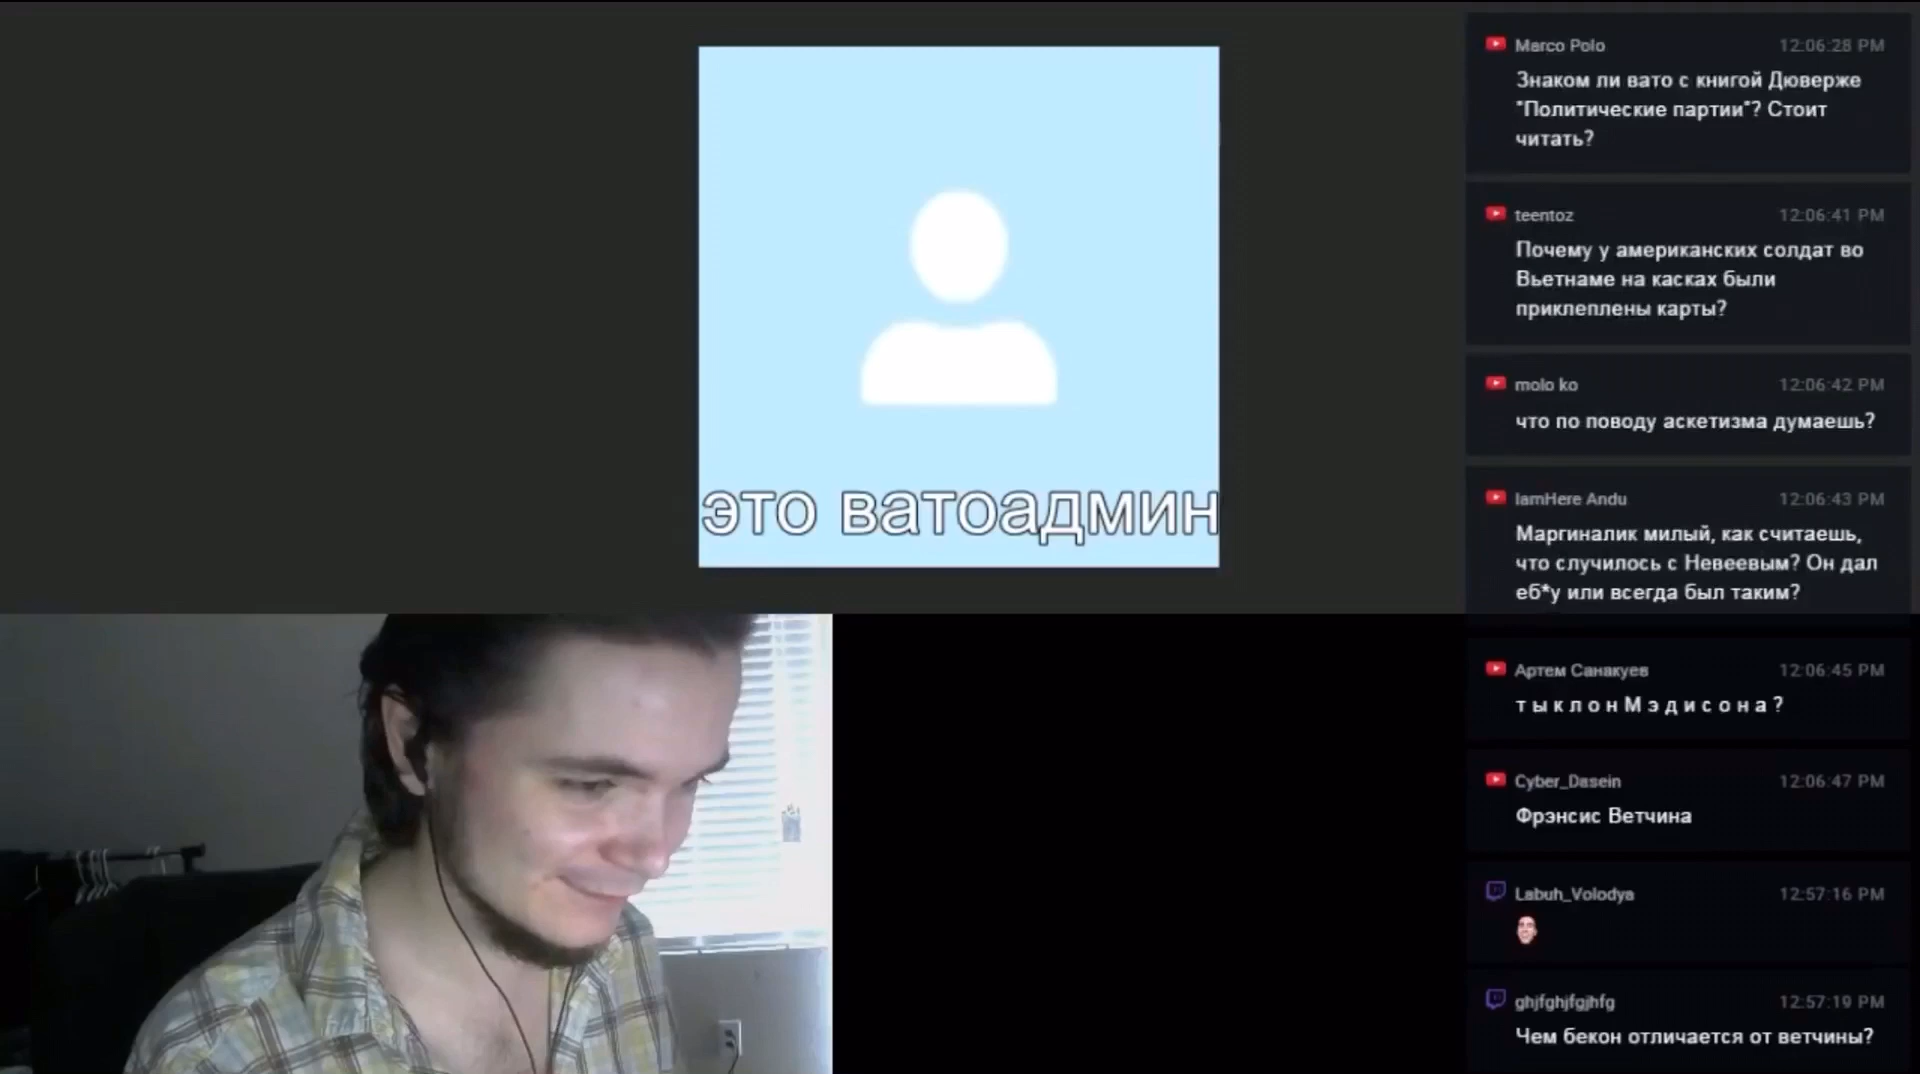 это ватоадмин
Marco Polo 12:06:28 PM
Знаком ли вато с книгой Дюверже
"Политические партии"? Стоит
читать?
teentoz 12:06:41 PM
Почему у американских солдат во
Вьетнаме на касках были
приклеплены карты?
molo ko 12:06:42 PM
что по поводу аскетизма думаешь?
IamHere Andu 12:06:43 PM
Маргиналик милый, как считаешь,
что случилось с Невеевым? Он дал
еб*у или всегда был таким?
Артем Санакуев 12:06:45 PM
т ы к л о н М э д и с о н а ?
Cyber_Dasein 12:06:47 PM
Фрэнсис Ветчина
Labuh_Volodya 12:57:16 PM
ghjfghjfgjhfg 12:57:19 PM
Чем бекон отличается от ветчины?